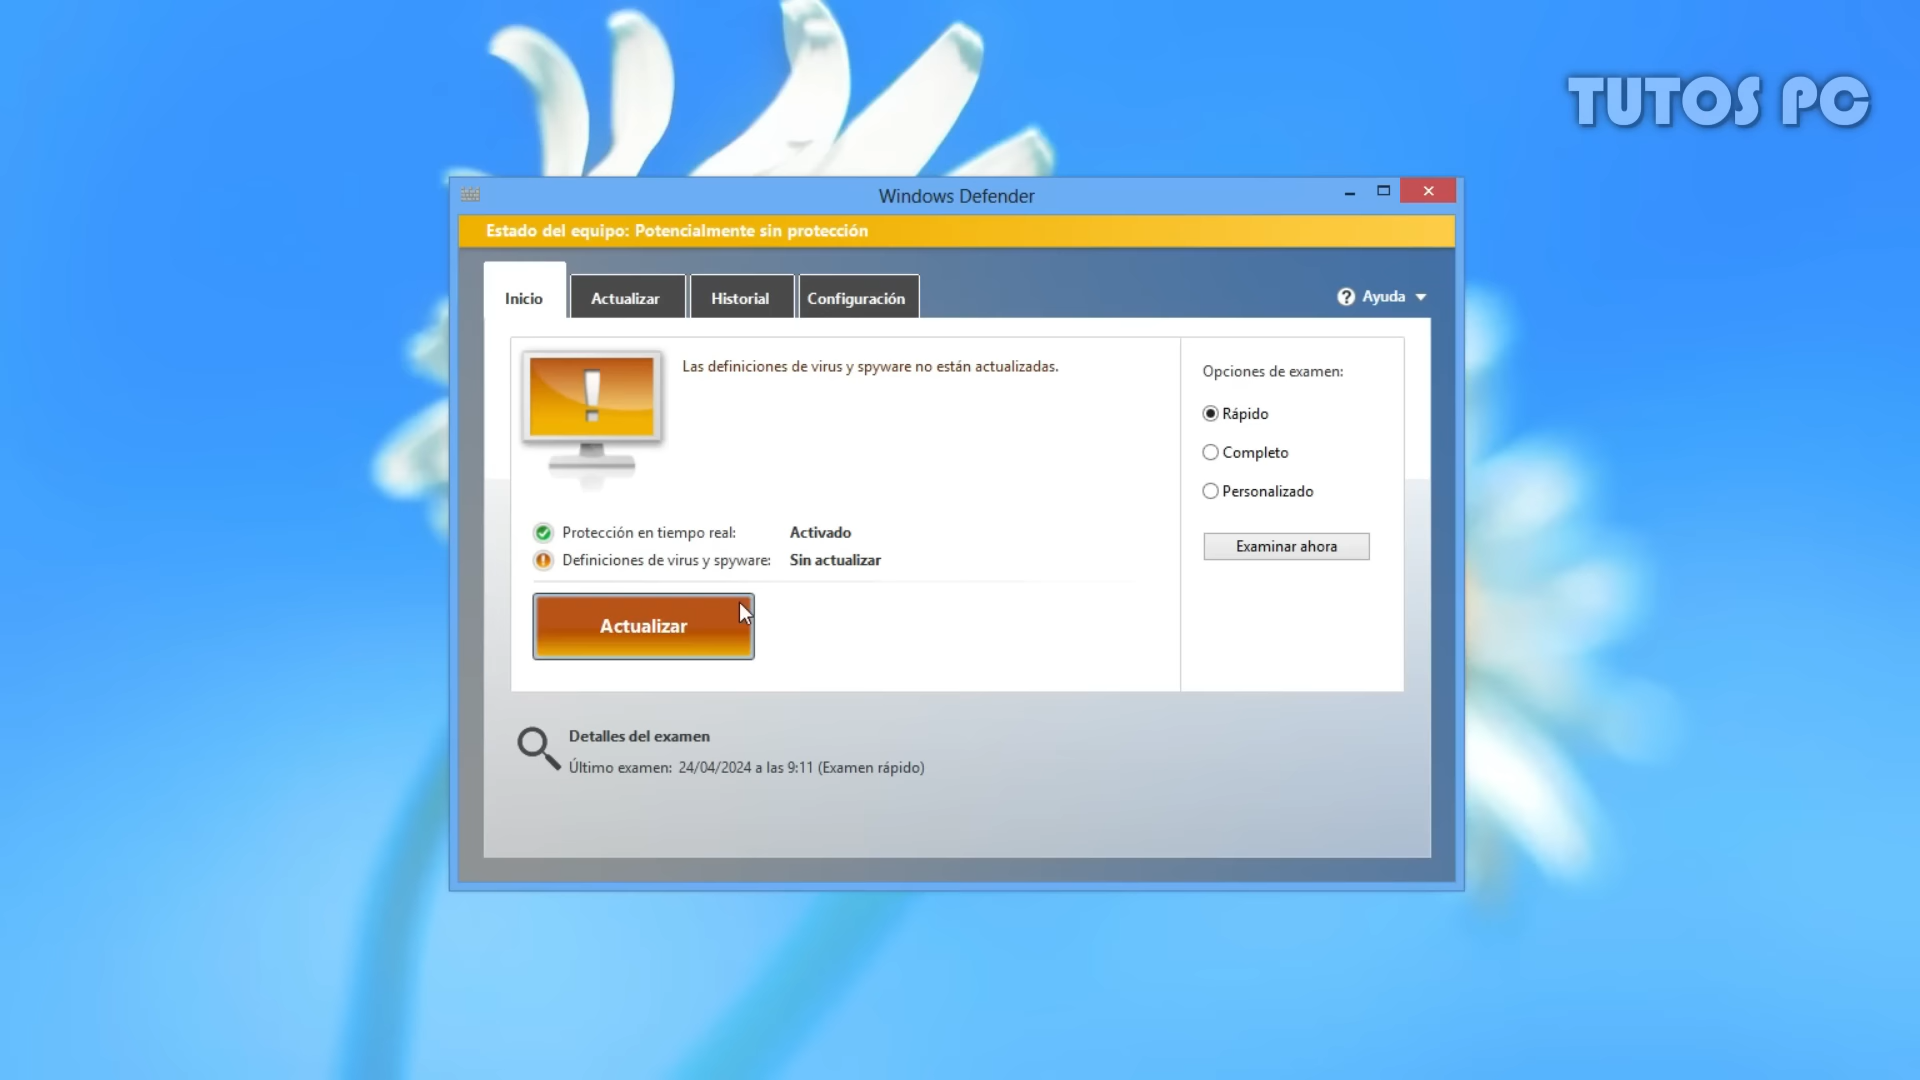 TUTOS PC
Windows Defender
Estado del equipo: Potencialmente sin protección
Inicio
Actualizar
Historial
Configuración
Ayuda
Las definiciones de virus y spyware no están actualizadas.
Opciones de examen:
Rápido
Completo
Personalizado
Examinar ahora
Protección en tiempo real: Activado
Definiciones de virus y spyware: Sin actualizar
Actualizar
Detalles del examen
Último examen: 24/04/2024 a las 9:11 (Examen rápido)